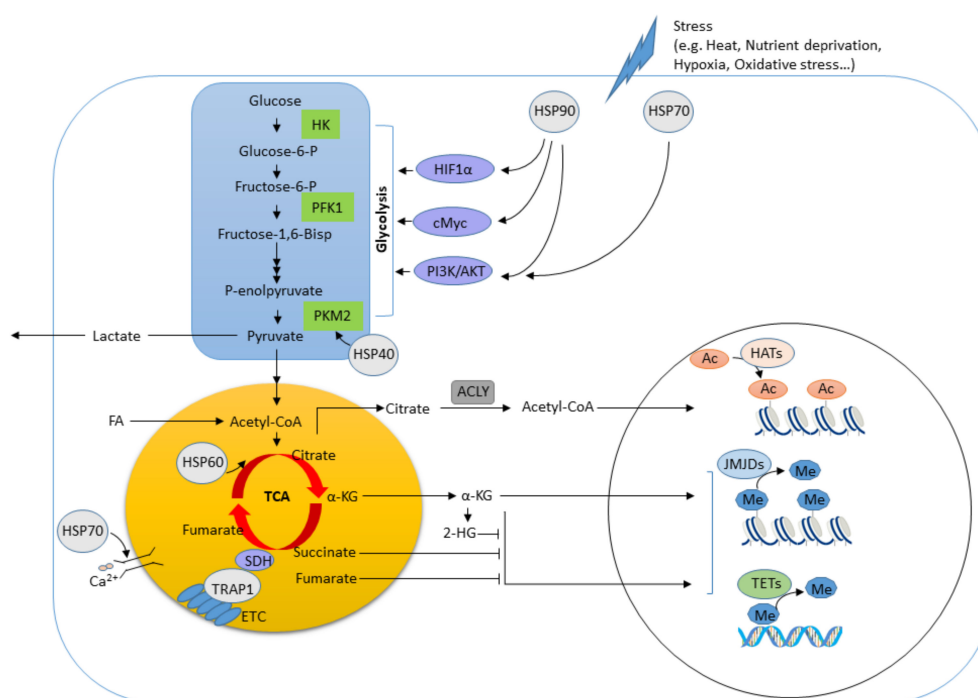 Stress
(e.g. Heat, Nutrient deprivation,
Hypoxia, Oxidative stress...)
HSP90
HSP70
Glucose
HK
Glucose-6-P
Fructose-6-P
PFK1
Fructose-1,6-Bisp
P-enolpyruvate
PKM2
Pyruvate
Lactate
HSP40
Glycolysis
HIF1α
cMyc
PI3K/AKT
FA
Acetyl-CoA
Citrate
Citrate
ACLY
Acetyl-CoA
HSP60
TCA
α-KG
α-KG
2-HG
Fumarate
Succinate
Fumarate
SDH
TRAP1
ETC
HSP70
Ca2+
Ac
HATs
Ac
Ac
JMJDs
Me
Me
Me
TETs
Me
Me